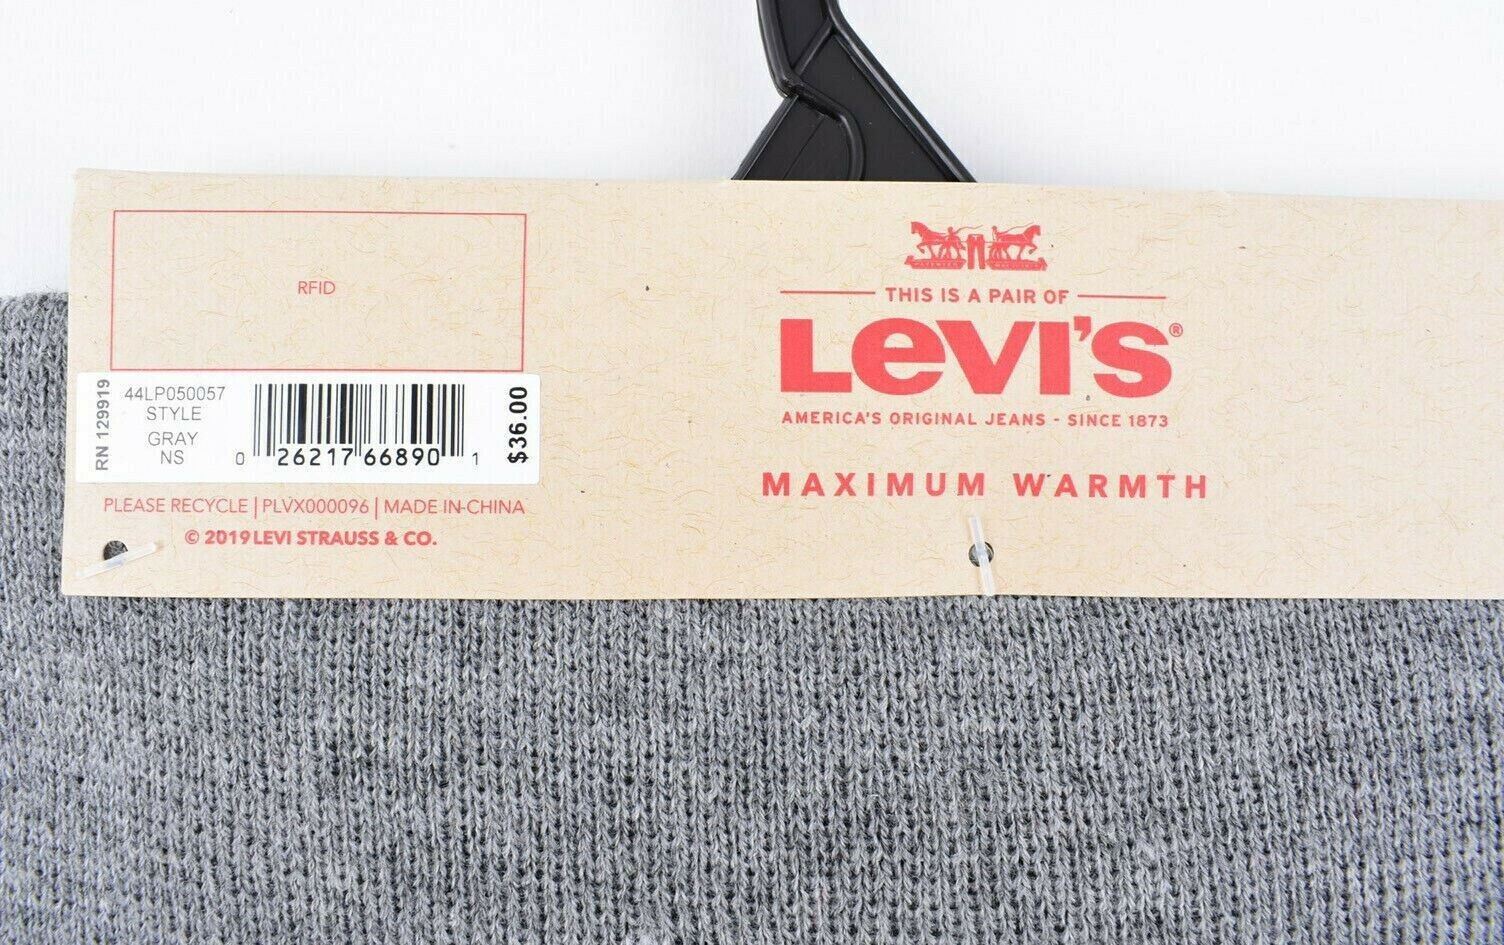 RFID
RN 129919
44LP050057
STYLE
GRAY
NS
0 26217 66890 1
$36.00
PLEASE RECYCLE | PLVX000096 | MADE IN CHINA
© 2019 LEVI STRAUSS & CO.
THIS IS A PAIR OF
LeVI'S®
AMERICA'S ORIGINAL JEANS - SINCE 1873
MAXIMUM WARMTH